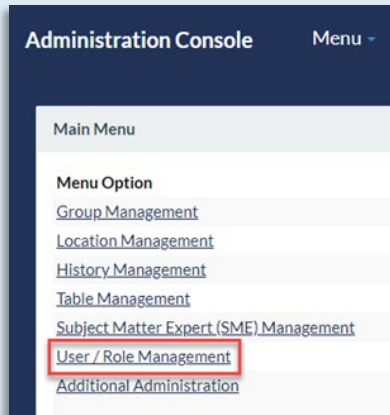 Administration Console Menu
Main Menu
Menu Option
Group Management
Location Management
History Management
Table Management
Subject Matter Expert (SME) Management
User / Role Management
Additional Administration